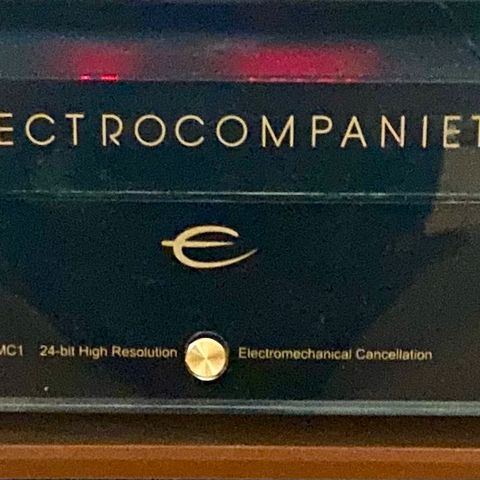 ECTROCOMPANIET
MC1 24-bit High Resolution Electromechanical Cancellation